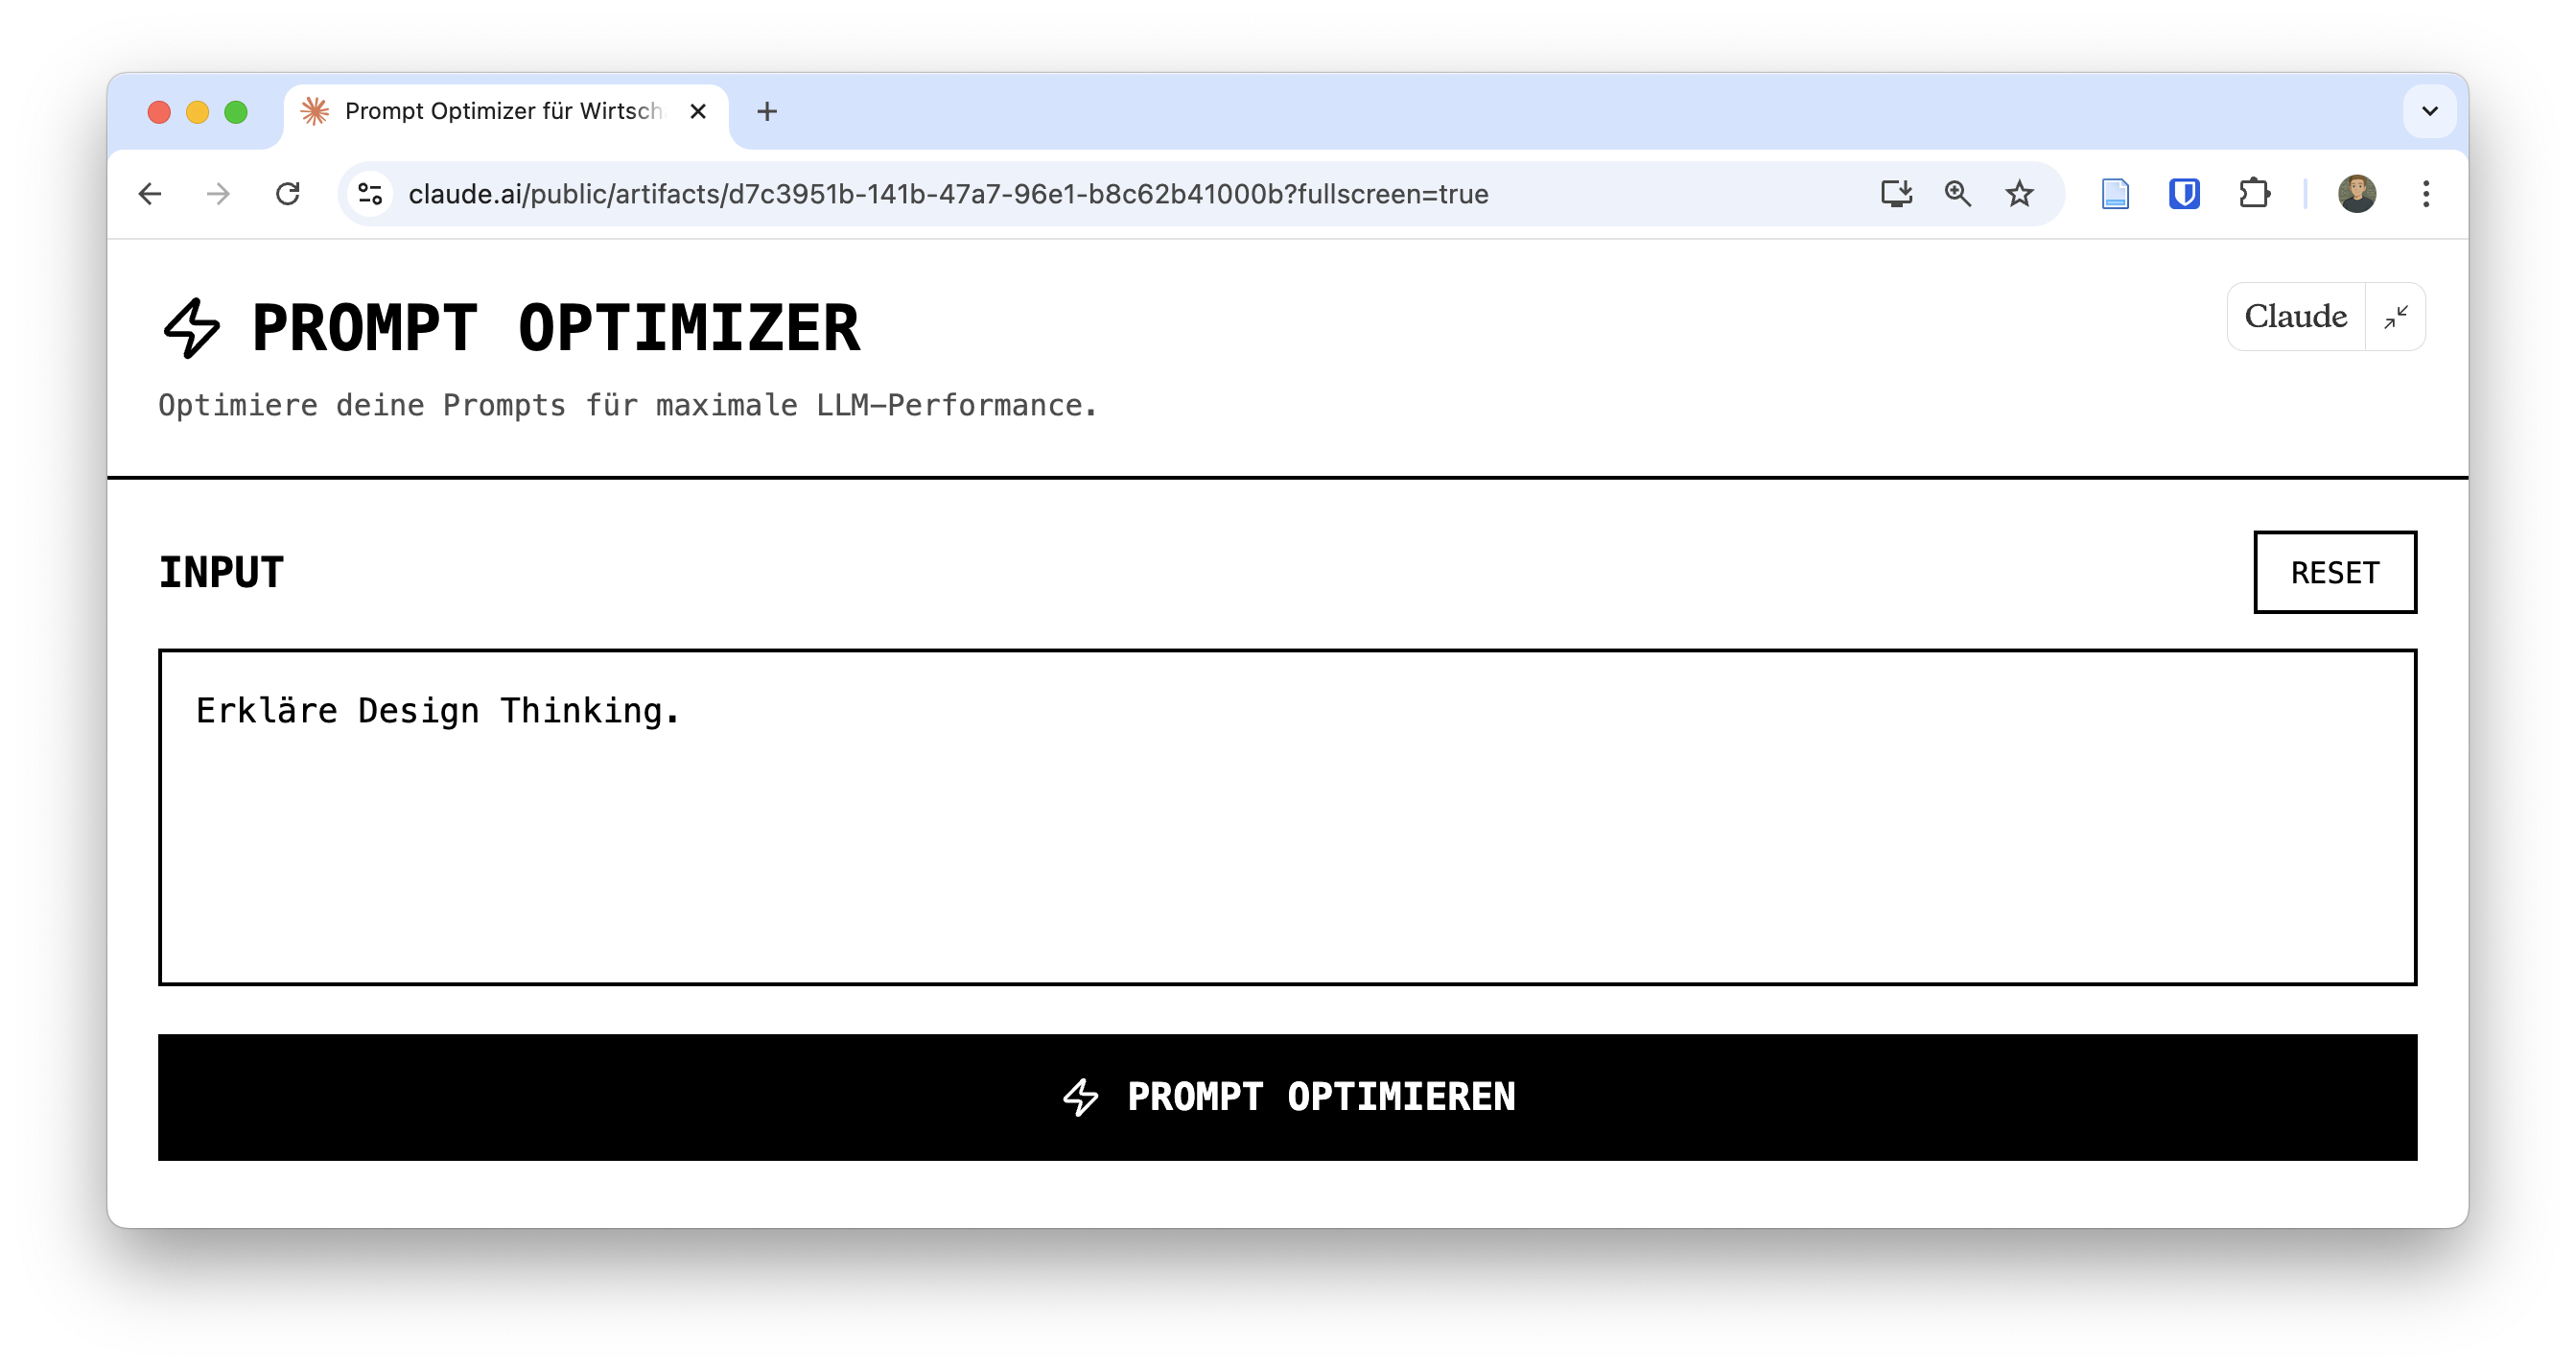 Prompt Optimizer für Wirtsch
claude.ai/public/artifacts/d7c3951b-141b-47a7-96e1-b8c62b41000b?fullscreen=true
PROMPT OPTIMIZER
Claude
Optimiere deine Prompts für maximale LLM-Performance.
INPUT
RESET
Erkläre Design Thinking.
PROMPT OPTIMIEREN